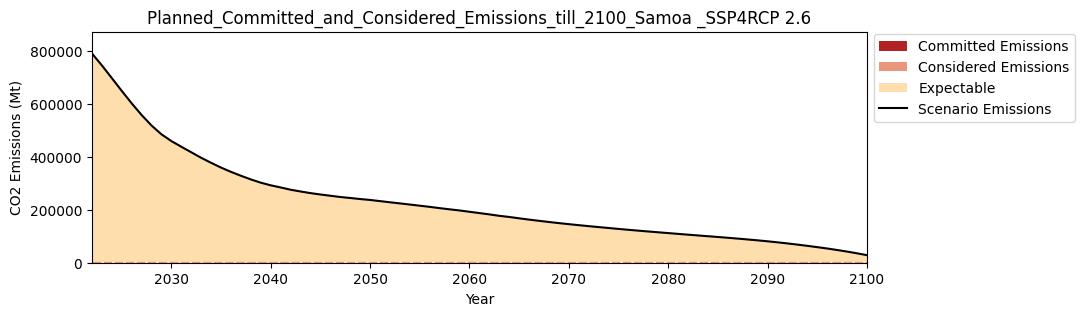 Planned_Committed_and_Considered_Emissions_till_2100_Samoa _SSP4RCP 2.6
CO2 Emissions (Mt)
800000
600000
400000
200000
0
2030 2040 2050 2060 2070 2080 2090 2100
Year
Committed Emissions
Considered Emissions
Expectable
Scenario Emissions